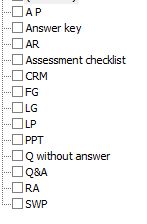 A P
Answer key
AR
Assessment checklist
CRM
FG
LG
LP
PPT
Q without answer
Q&A
RA
SWP